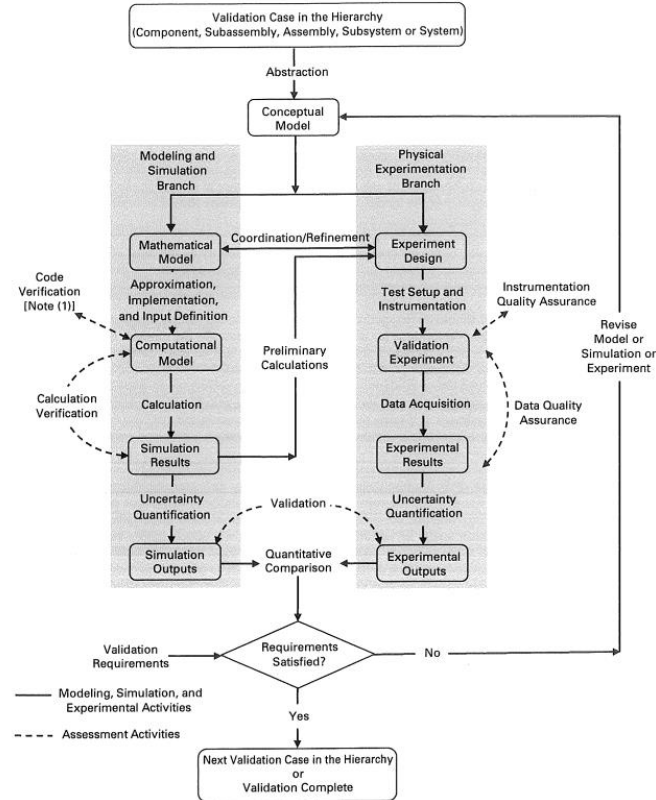 Validation Case in the Hierarchy
(Component, Subassembly, Assembly, Subsystem or System)
Abstraction
Conceptual
Model
Modeling and
Simulation
Branch
Physical
Experimentation
Branch
Mathematical
Model
Coordination/Refinement
Experiment
Design
Code
Verification
[Note (1)]
Approximation,
Implementation,
and Input Definition
Test Setup and
Instrumentation
Instrumentation
Quality Assurance
Computational
Model
Preliminary
Calculations
Validation
Experiment
Revise
Model or
Simulation or
Experiment
Calculation
Verification
Calculation
Data Acquisition
Data Quality
Assurance
Simulation
Results
Experimental
Results
Uncertainty
Quantification
Validation
Uncertainty
Quantification
Simulation
Outputs
Quantitative
Comparison
Experimental
Outputs
Validation
Requirements
Requirements
Satisfied?
No
Modeling, Simulation, and
Experimental Activities
Yes
Assessment Activities
Next Validation Case in the Hierarchy
or
Validation Complete